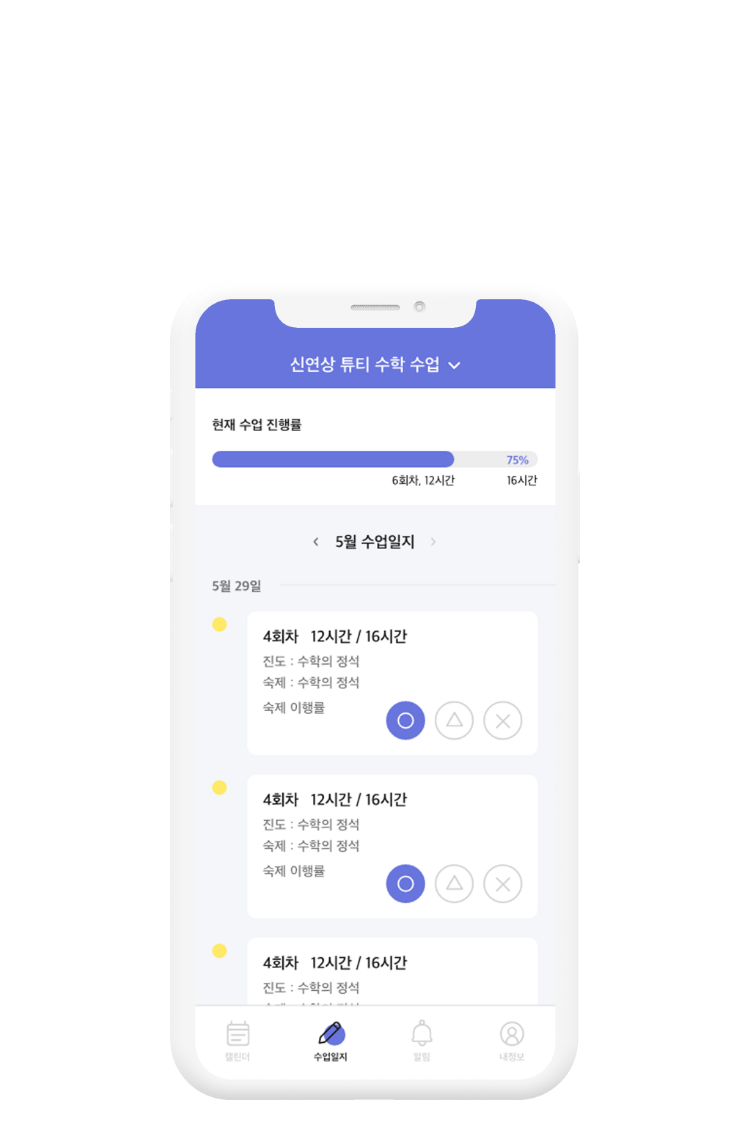 신연상 튜티 수학 수업
현재 수업 진행률
75%
6회차, 12시간 16시간
5월 수업일지
5월 29일
4회차 12시간 / 16시간
진도 : 수학의 정석
숙제 : 수학의 정석
숙제 이행률
4회차 12시간 / 16시간
진도 : 수학의 정석
숙제 : 수학의 정석
숙제 이행률
4회차 12시간 / 16시간
진도 : 수학의 정석
캘린더 수업일지 알림 내정보